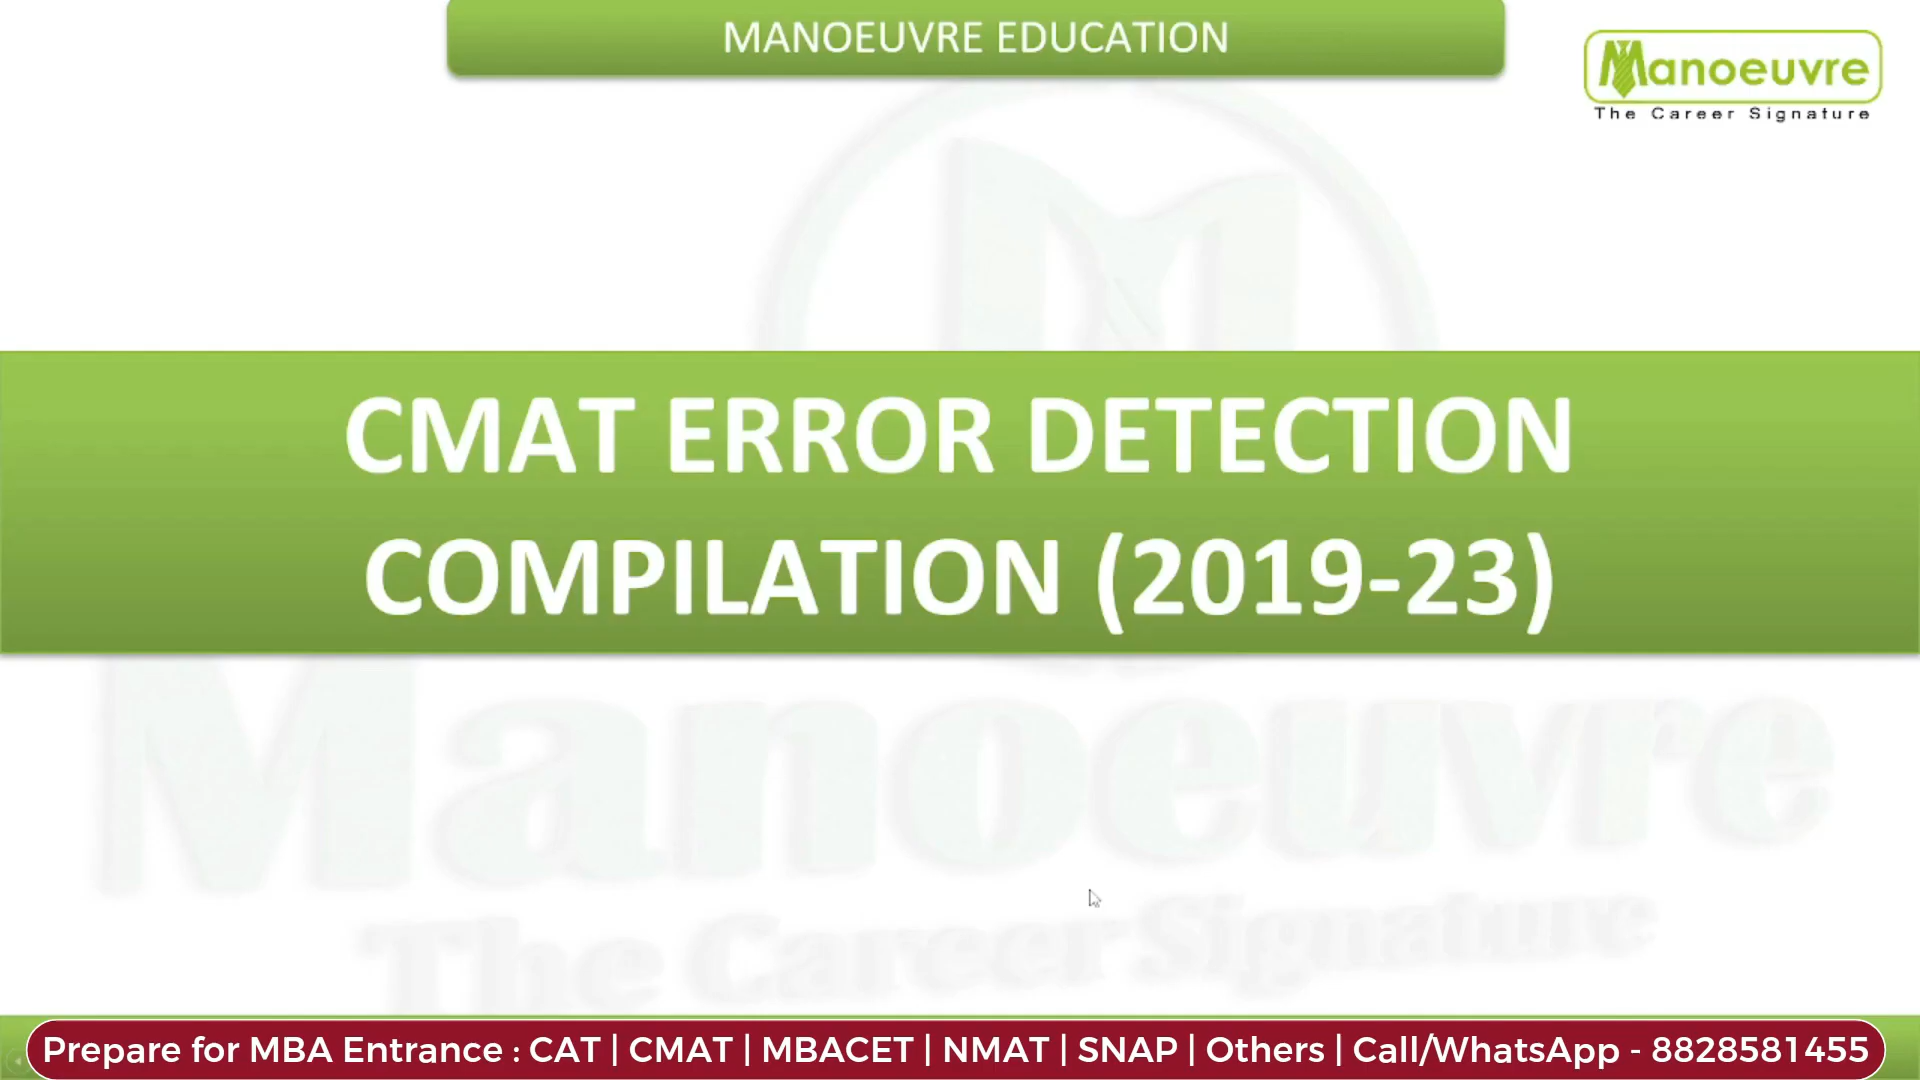 MANOEUVRE EDUCATION
Manoeuvre
The Career Signature
CMAT ERROR DETECTION
COMPILATION (2019-23)
Manoeuvre
The Career Signature
Prepare for MBA Entrance : CAT | CMAT | MBACET | NMAT | SNAP | Others | Call/WhatsApp - 8828581455